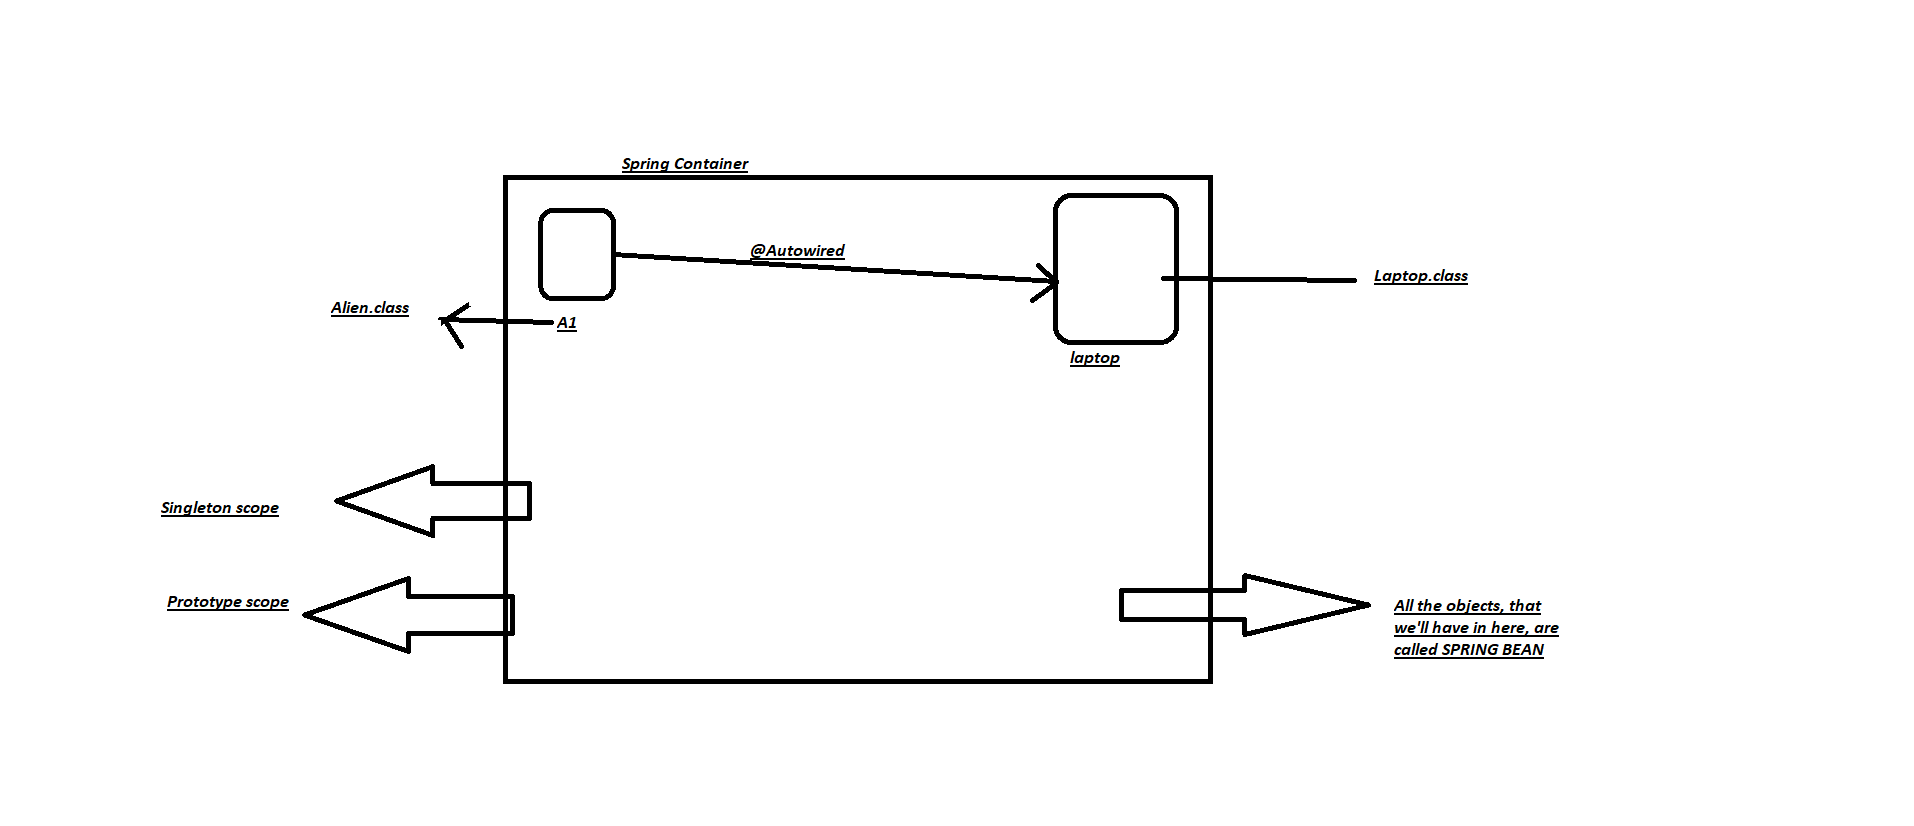 Spring Container
@Autowired
Laptop.class
Alien.class
A1
laptop
Singleton scope
Prototype scope
All the objects, that
we'll have in here, are
called SPRING BEAN